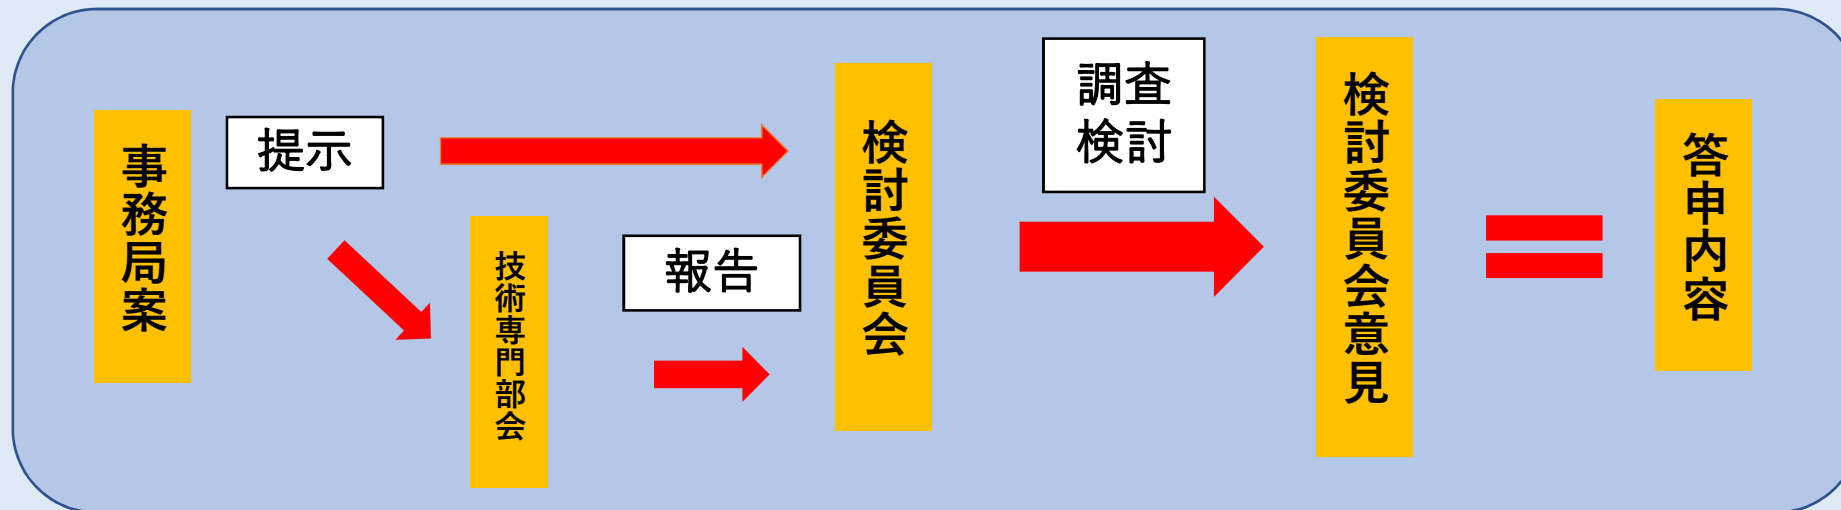 事務局案
提示
技術専門部会
報告
検討委員会
調査
検討
検討委員会意見
答申内容